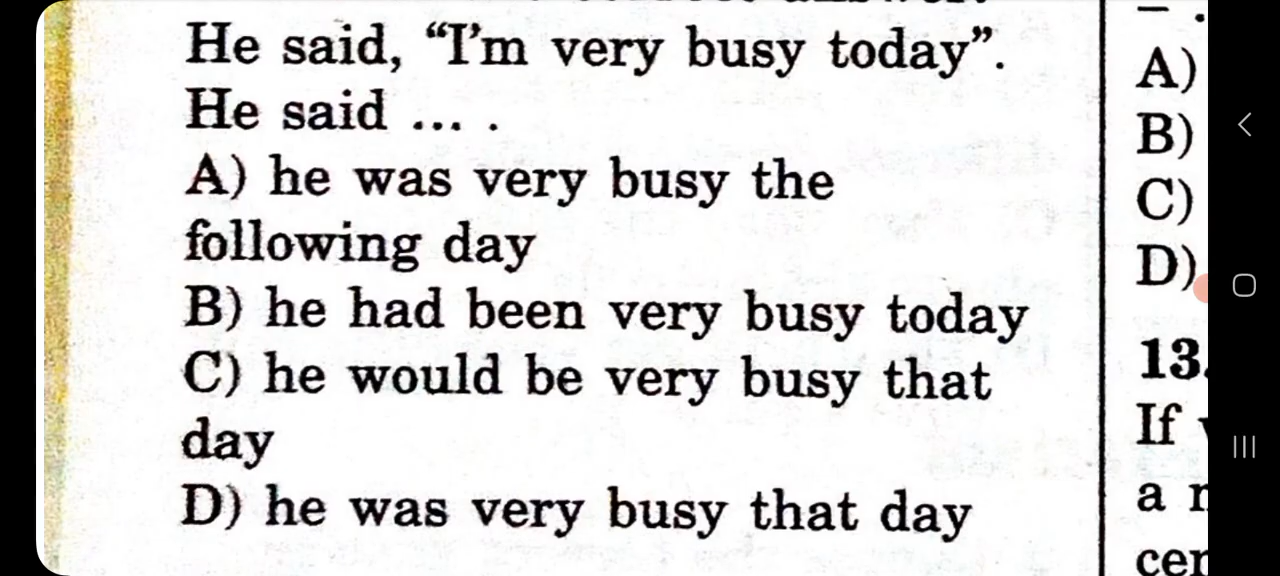 He said, “I’m very busy today”.
He said ... .
A) he was very busy the
following day
B) he had been very busy today
C) he would be very busy that
day
D) he was very busy that day
A)
B)
C)
D)
13.
If
a